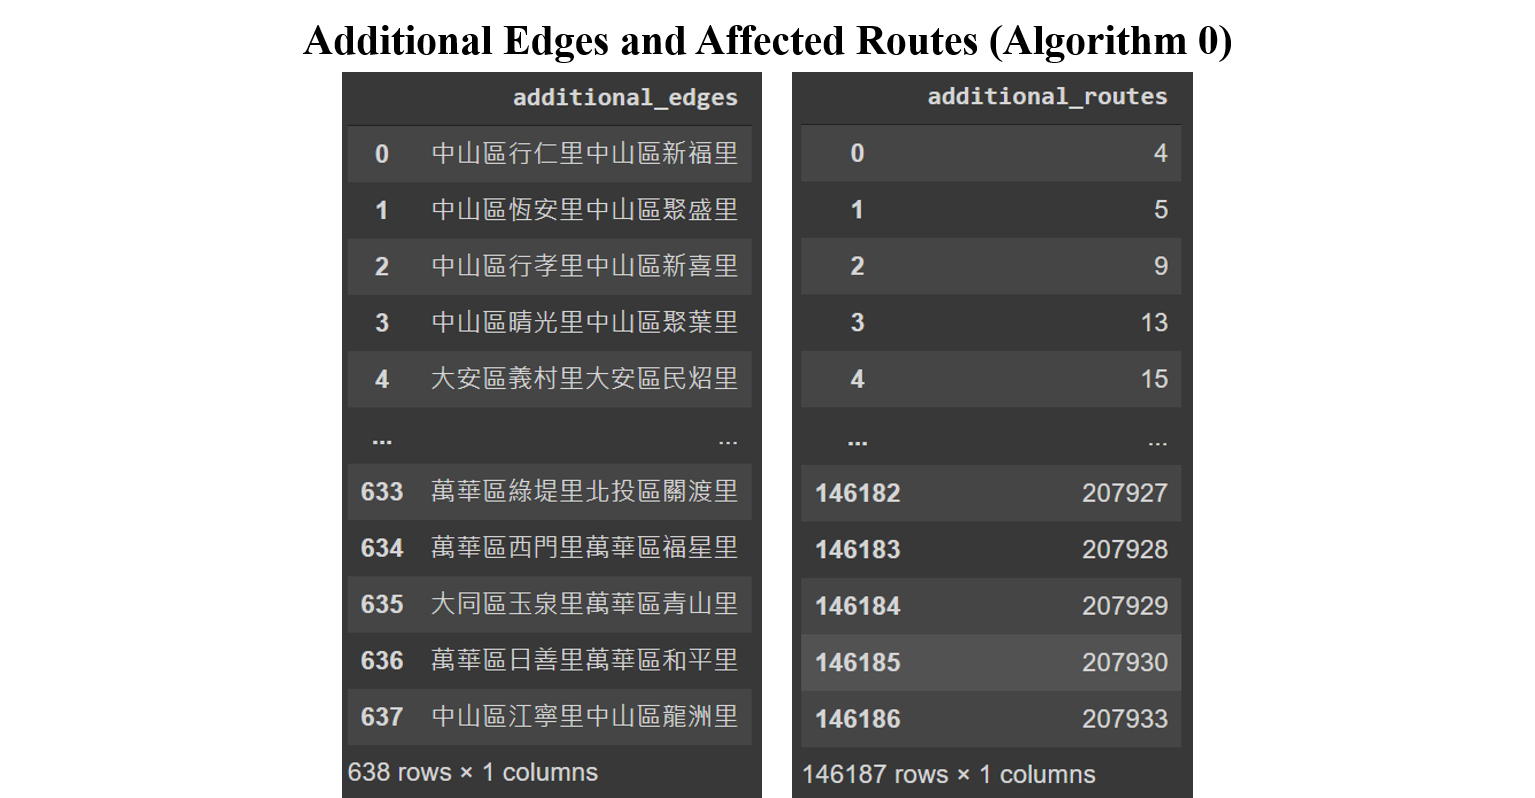 Additional Edges and Affected Routes (Algorithm 0)
additional_edges
0 中山區行仁里中山區新福里
1 中山區恆安里中山區聚盛里
2 中山區行孝里中山區新喜里
3 中山區晴光里中山區聚葉里
4 大安區義村里大安區民炤里
... ...
633 萬華區綠堤里北投區關渡里
634 萬華區西門里萬華區福星里
635 大同區玉泉里萬華區青山里
636 萬華區日善里萬華區和平里
637 中山區江寧里中山區龍洲里
638 rows × 1 columns
additional_routes
0 4
1 5
2 9
3 13
4 15
... ...
146182 207927
146183 207928
146184 207929
146185 207930
146186 207933
146187 rows × 1 columns